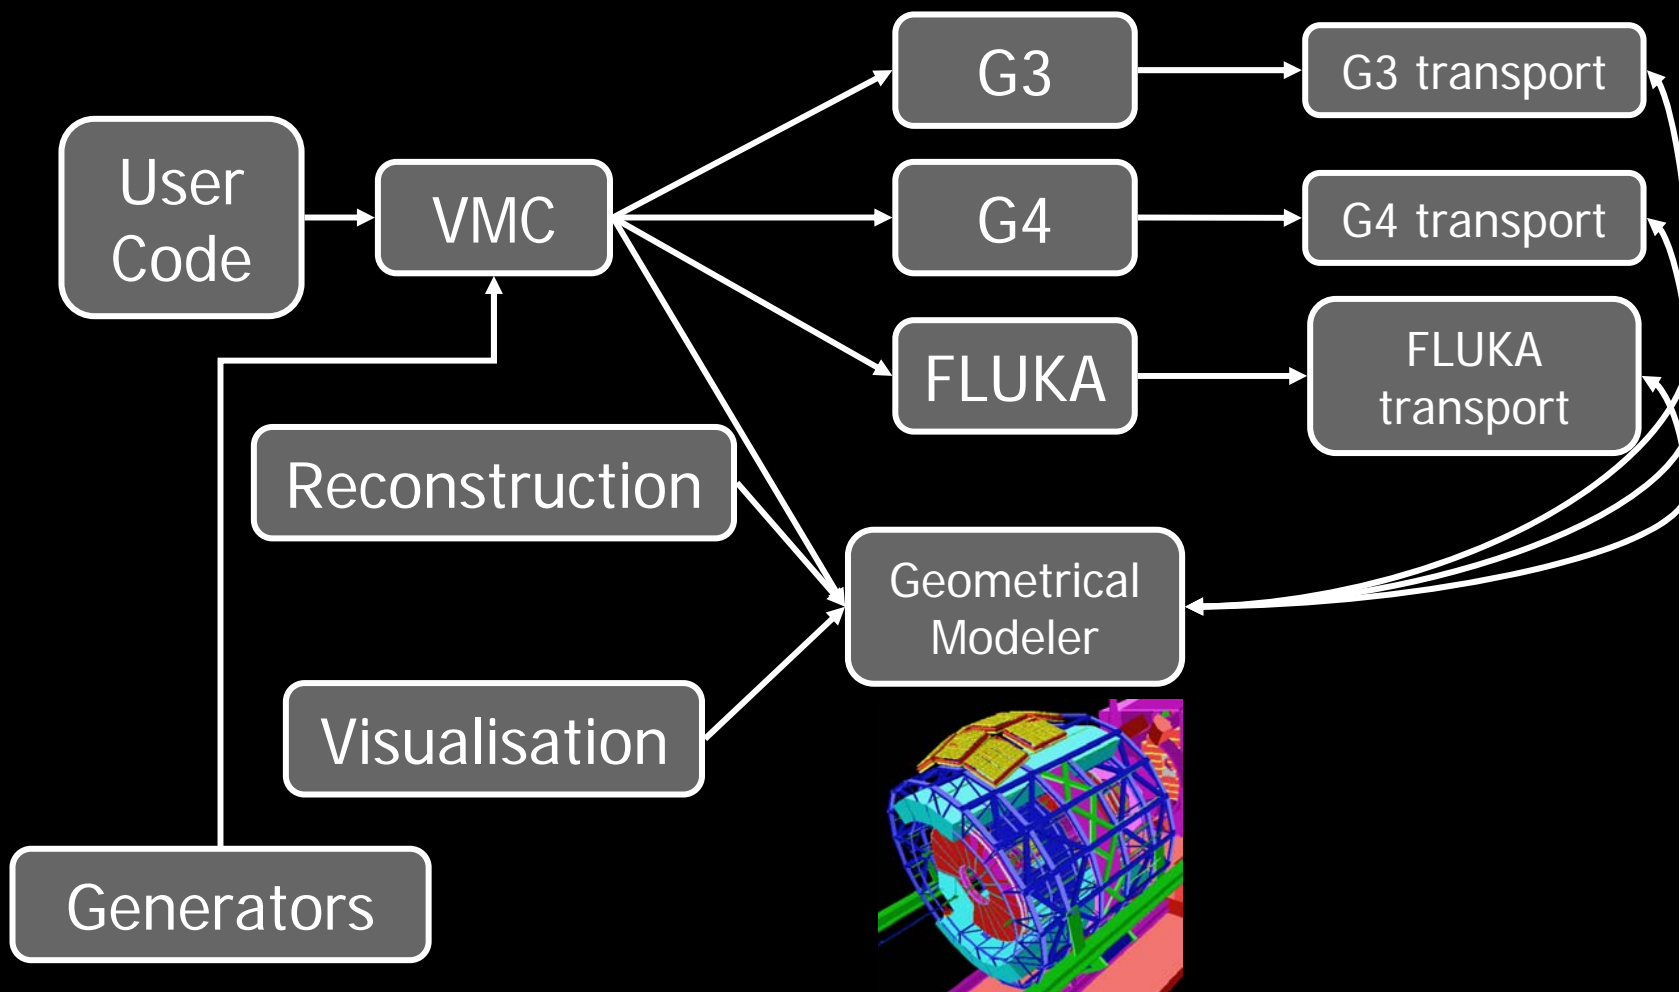 G3
G3 transport
User
Code
VMC
G4
G4 transport
FLUKA
FLUKA
transport
Reconstruction
Geometrical
Modeler
Visualisation
Generators